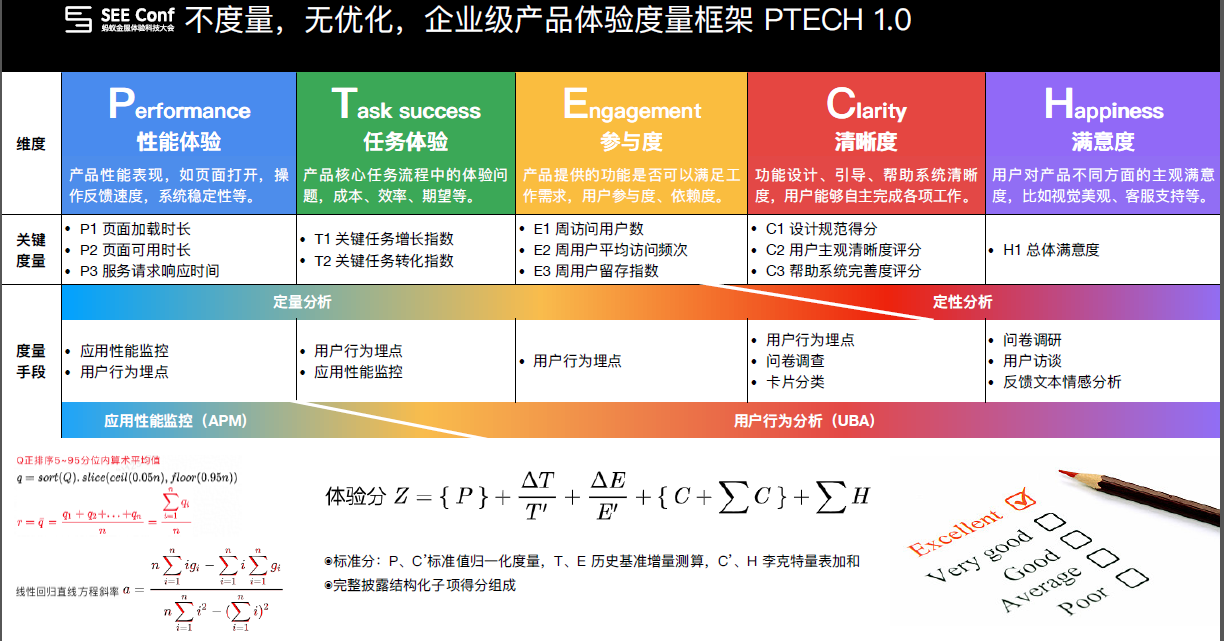 SEE Conf
蚂蚁金服体验科技大会
不度量，无优化，企业级产品体验度量框架 PTECH 1.0
维度
Performance
性能体验
产品性能表现，如页面打开，操
作反馈速度，系统稳定性等。
Task success
任务体验
产品核心任务流程中的体验问
题，成本、效率、期望等。
Engagement
参与度
产品提供的功能是否可以满足工
作需求，用户参与度、依赖度。
Clarity
清晰度
功能设计、引导、帮助系统清晰
度，用户能够自主完成各项工作。
Happiness
满意度
用户对产品不同方面的主观满意
度，比如视觉美观、客服支持等。
关键
度量
• P1 页面加载时长
• P2 页面可用时长
• P3 服务请求响应时间
• T1 关键任务增长指数
• T2 关键任务转化指数
• E1 周访问用户数
• E2 周用户平均访问频次
• E3 周用户留存指数
• C1 设计规范得分
• C2 用户主观清晰度评分
• C3 帮助系统完善度评分
• H1 总体满意度
定量分析
定性分析
度量
手段
• 应用性能监控
• 用户行为埋点
• 用户行为埋点
• 应用性能监控
• 用户行为埋点
• 用户行为埋点
• 问卷调查
• 卡片分类
• 问卷调研
• 用户访谈
• 反馈文本情感分析
应用性能监控（APM）
用户行为分析（UBA）
Q正排序5~95分位内算术平均值
q = sort(Q).slice(ceil(0.05n), floor(0.95n))
r = q̄ = (q₁ + q₂+...+qₙ)/n = (∑ⁿᵢ₌₁ qᵢ)/n
线性回归直线方程斜率 a = (n∑ⁿᵢ₌₁ igᵢ − ∑ⁿᵢ₌₁ i ∑ⁿᵢ₌₁ gᵢ)/(n∑ⁿᵢ₌₁ i² − (∑ⁿᵢ₌₁ i)²)
体验分 Z = { P } + ΔT/T′ + ΔE/E′ + { C + ∑C } + ∑H
◉标准分：P、C’标准值归一化度量，T、E 历史基准增量测算，C’、H 李克特量表加和
◉完整披露结构化子项得分组成
Excellent
Very good
Good
Average
Poor